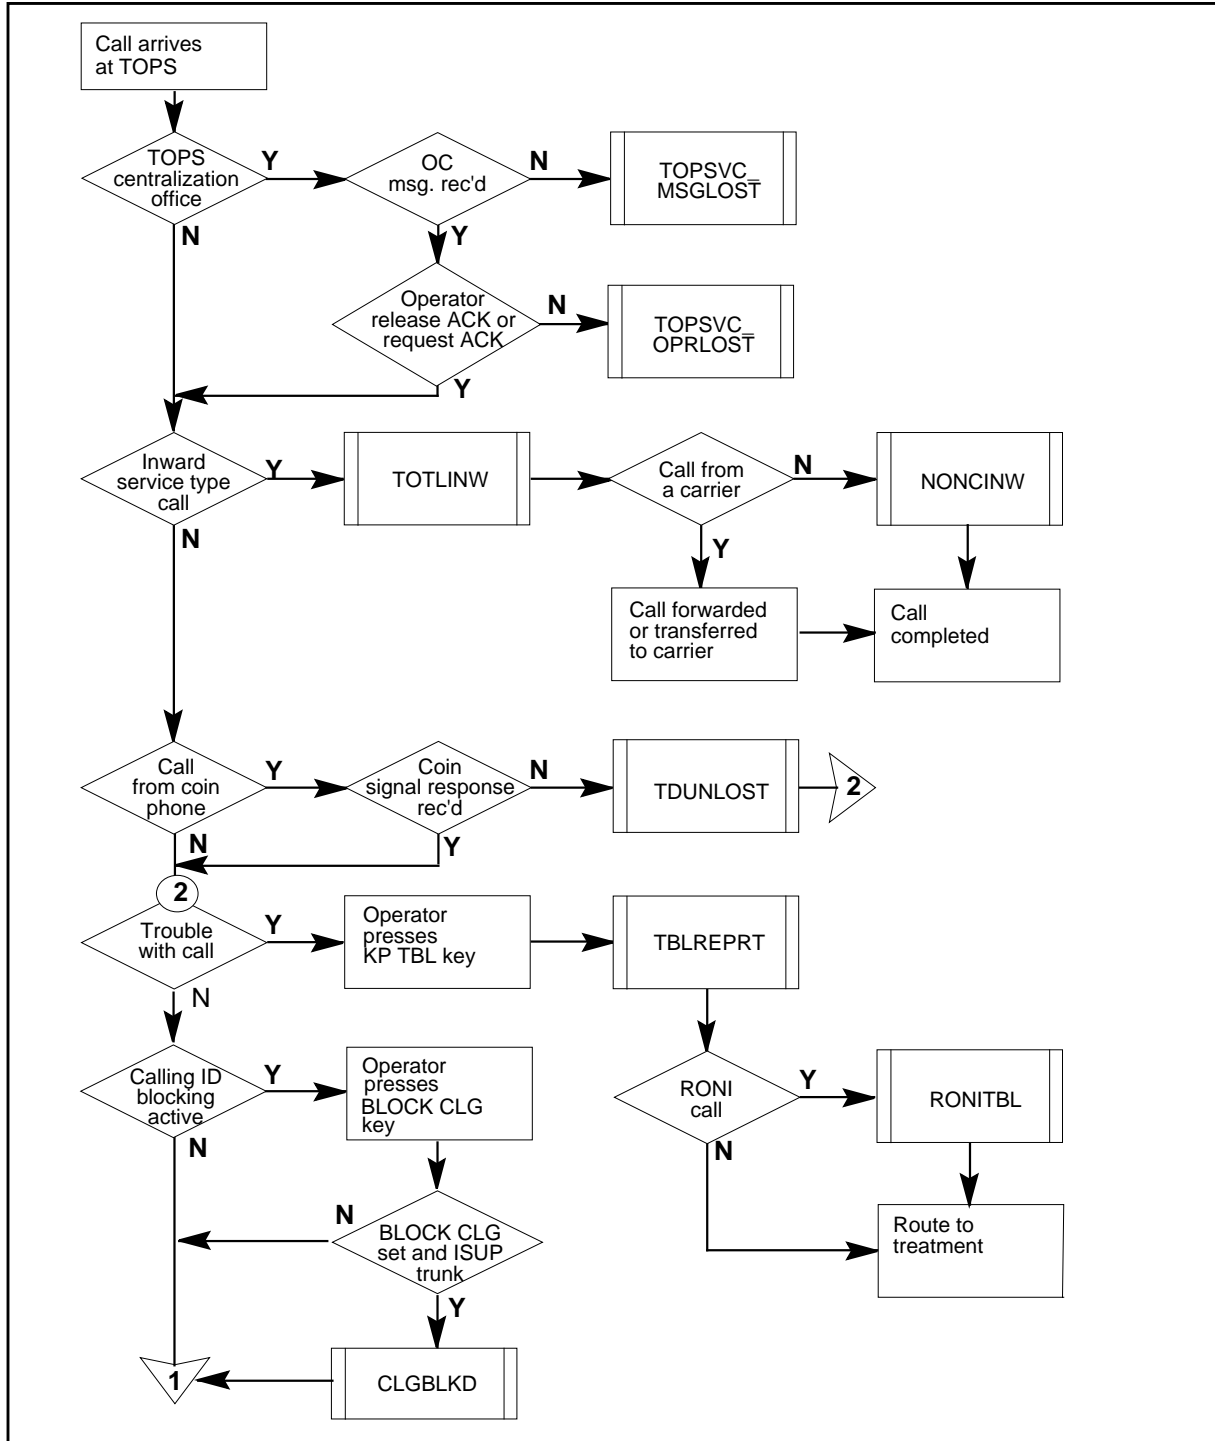 Call arrives
at TOPS
TOPS
centralization
office
Y
N
OC
msg. rec'd
N
Y
TOPSVC_
MSGLOST
Operator
release ACK or
request ACK
N
Y
TOPSVC_
OPRLOST
Inward
service type
call
Y
N
TOTLINW
Call from
a carrier
N
Y
NONCINW
Call forwarded
or transferred
to carrier
Call
completed
Call
from coin
phone
Y
N
Coin
signal response
rec'd
N
Y
TDUNLOST
2
2
Trouble
with call
Y
N
Operator
presses
KP TBL key
TBLREPRT
Calling ID
blocking
active
Y
N
Operator
presses
BLOCK CLG
key
RONI
call
Y
N
RONITBL
Route to
treatment
BLOCK CLG
set and ISUP
trunk
N
Y
CLGBLKD
1